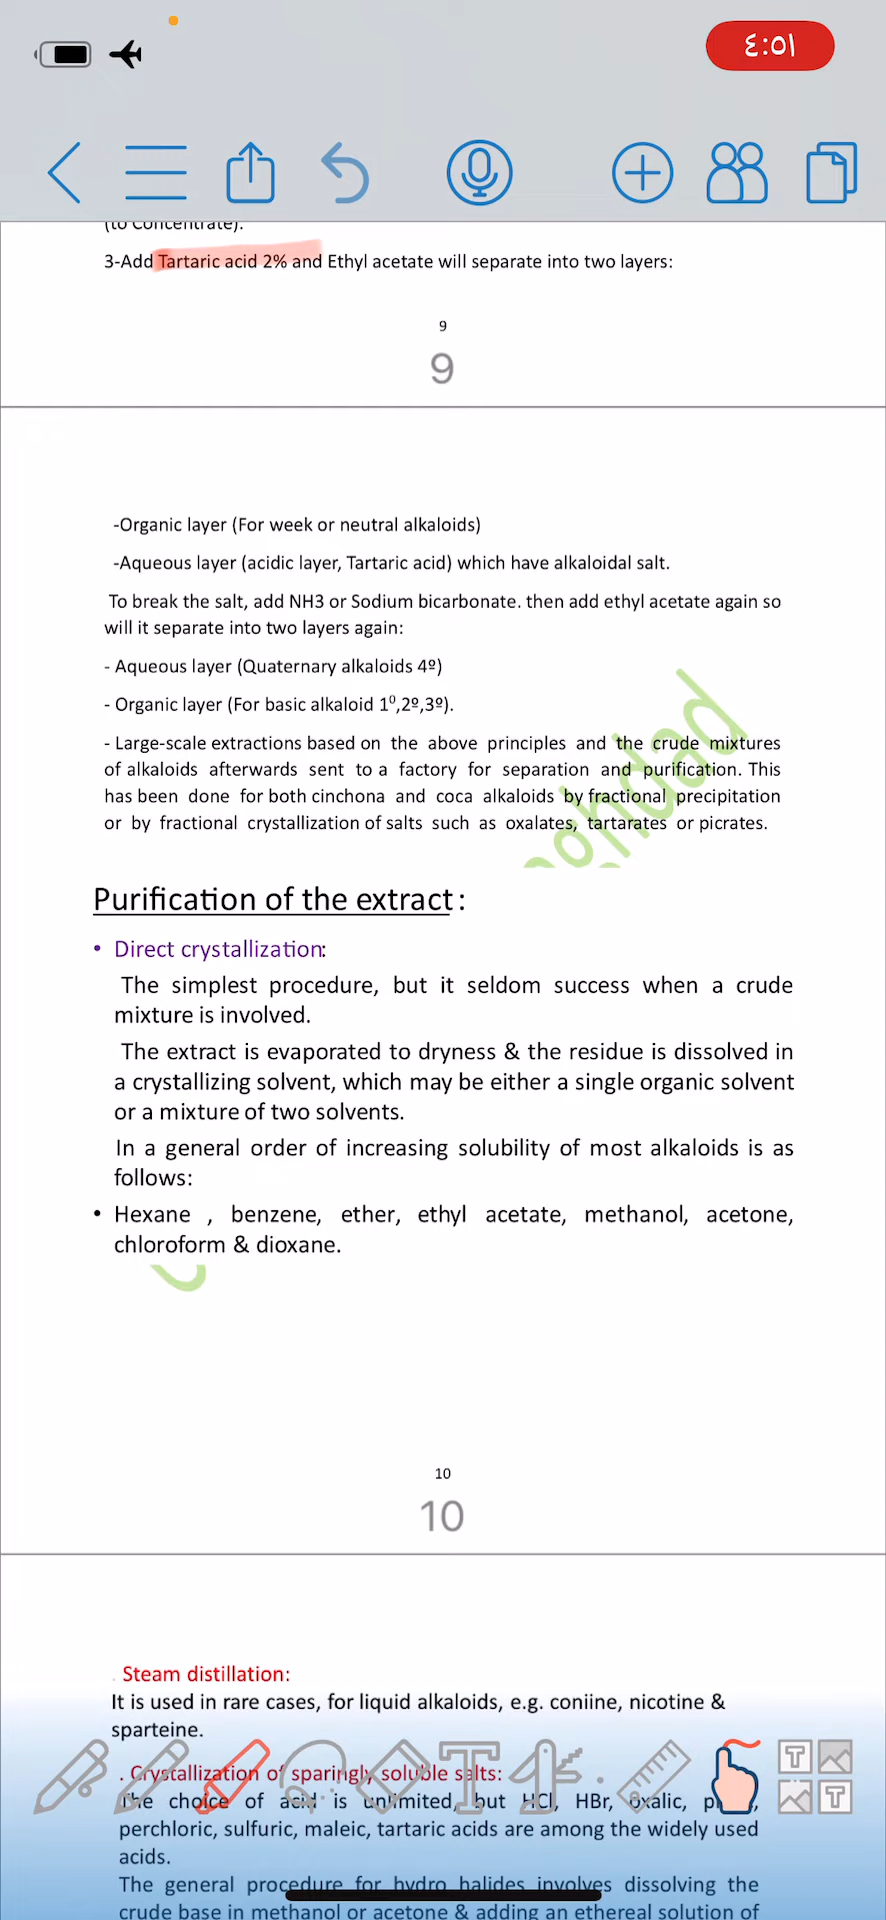 ٤:٥١
(to Concentrate).
3-Add Tartaric acid 2% and Ethyl acetate will separate into two layers:
9
9
-Organic layer (For week or neutral alkaloids)
-Aqueous layer (acidic layer, Tartaric acid) which have alkaloidal salt.
To break the salt, add NH3 or Sodium bicarbonate. then add ethyl acetate again so
will it separate into two layers again:
- Aqueous layer (Quaternary alkaloids 4º)
- Organic layer (For basic alkaloid 1⁰,2º,3º).
- Large-scale extractions based on the above principles and the crude mixtures
of alkaloids afterwards sent to a factory for separation and purification. This
has been done for both cinchona and coca alkaloids by fractional precipitation
or by fractional crystallization of salts such as oxalates, tartarates or picrates.
Purification of the extract:
• Direct crystallization:
The simplest procedure, but it seldom success when a crude
mixture is involved.
The extract is evaporated to dryness & the residue is dissolved in
a crystallizing solvent, which may be either a single organic solvent
or a mixture of two solvents.
In a general order of increasing solubility of most alkaloids is as
follows:
• Hexane , benzene, ether, ethyl acetate, methanol, acetone,
chloroform & dioxane.
10
10
Steam distillation:
It is used in rare cases, for liquid alkaloids, e.g. coniine, nicotine &
sparteine.
. Crystallization of sparingly soluble salts:
The choice of acid is unlimited, but HCl, HBr, oxalic,
perchloric, sulfuric, maleic, tartaric acids are among the widely used
acids.
The general procedure for hydro halides involves dissolving the
crude base in methanol or acetone & adding an ethereal solution of